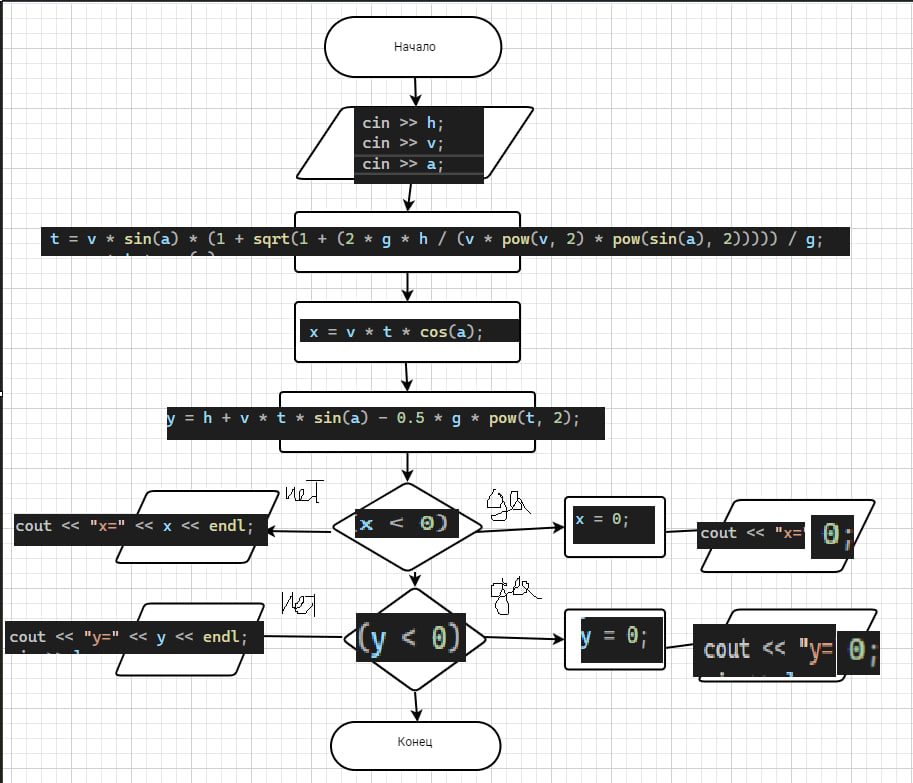 Начало
cin >> h;
cin >> v;
cin >> a;
t = v * sin(a) * (1 + sqrt(1 + (2 * g * h / (v * pow(v, 2) * pow(sin(a), 2))))) / g;
x = v * t * cos(a);
y = h + v * t * sin(a) - 0.5 * g * pow(t, 2);
нет
да
cout << "x=" << x << endl;
x < 0)
x = 0;
cout << "x="
0;
нет
да
cout << "y=" << y << endl;
(y < 0)
y = 0;
cout << "y=
0;
Конец